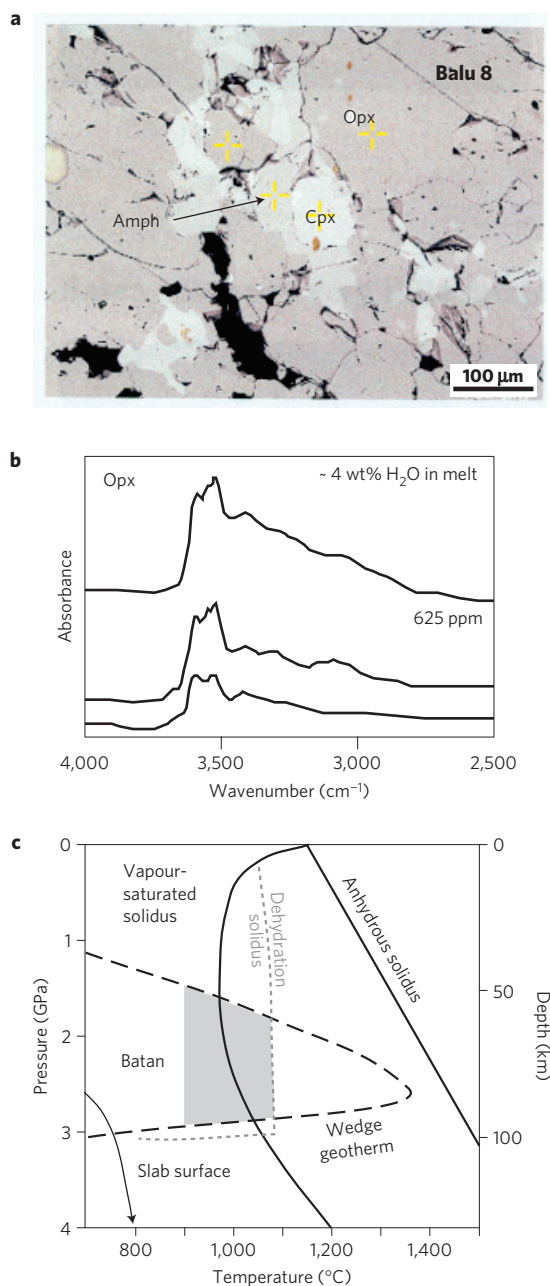 a
Balu 8
Opx
Amph
Cpx
100 µm
b
Opx
~ 4 wt% H₂O in melt
625 ppm
Absorbance
4,000
3,500
3,000
2,500
Wavenumber (cm⁻¹)
c
0
0
Vapour-
saturated
solidus
Dehydration
solidus
Anhydrous solidus
1
50
Pressure (GPa)
Depth (km)
2
Batan
Wedge
geotherm
3
100
Slab surface
4
800
1,000
1,200
1,400
Temperature (°C)